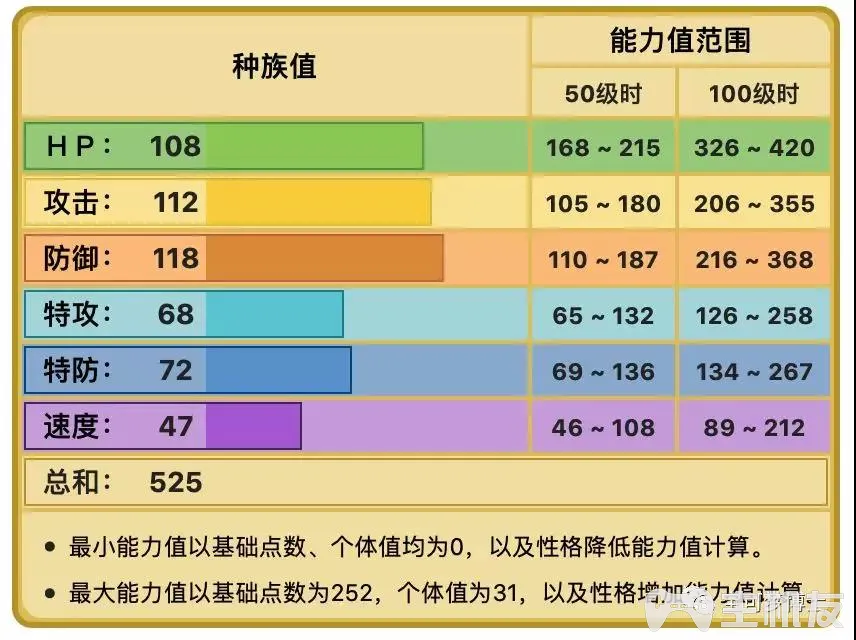 种族值
能力值范围
50级时
100级时
HP： 108 168 ~ 215 326 ~ 420
攻击： 112 105 ~ 180 206 ~ 355
防御： 118 110 ~ 187 216 ~ 368
特攻： 68 65 ~ 132 126 ~ 258
特防： 72 69 ~ 136 134 ~ 267
速度： 47 46 ~ 108 89 ~ 212
总和： 525
• 最小能力值以基础点数、个体值均为0，以及性格降低能力值计算。
• 最大能力值以基础点数为252，个体值为31，以及性格增加能力值计算